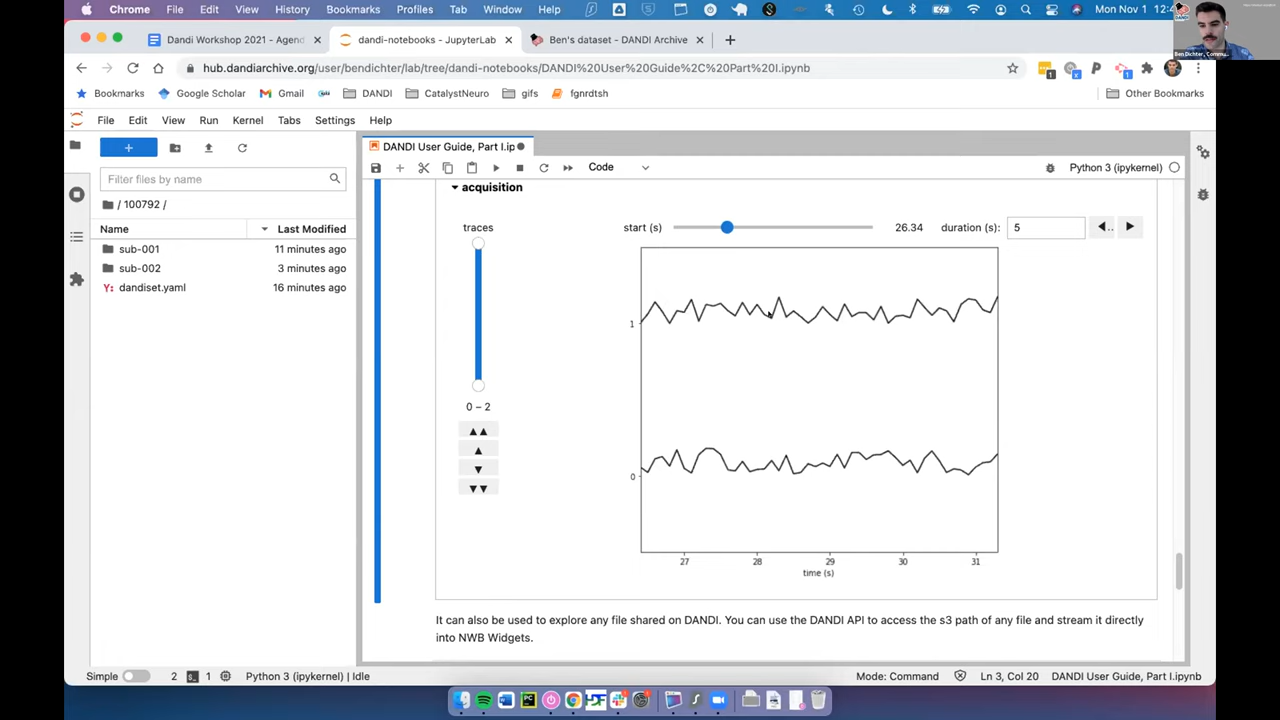 Chrome File Edit View History Bookmarks Profiles Tab Window Help Mon Nov 1
Dandi Workshop 2021 - Agend
dandi-notebooks - JupyterLab
Ben's dataset - DANDI Archive
hub.dandiarchive.org/user/bendichter/lab/tree/dandi-notebooks/DANDI%20User%20Guide%2C%20Part%20I.ipynb
Bookmarks Google Scholar Gmail DANDI CatalystNeuro gifs fgnrdtsh Other Bookmarks
File Edit View Run Kernel Tabs Settings Help
DANDI User Guide, Part I.ip
Code
Python 3 (ipykernel)
Filter files by name
/ 100792 /
Name Last Modified
sub-001 11 minutes ago
sub-002 3 minutes ago
dandiset.yaml 16 minutes ago
acquisition
traces
start (s) 26.34 duration (s): 5
1
0
0 – 2
27 28 29 30 31
time (s)
It can also be used to explore any file shared on DANDI. You can use the DANDI API to access the s3 path of any file and stream it directly
into NWB Widgets.
Simple 2 1 Python 3 (ipykernel) | Idle Mode: Command Ln 3, Col 20 DANDI User Guide, Part I.ipynb